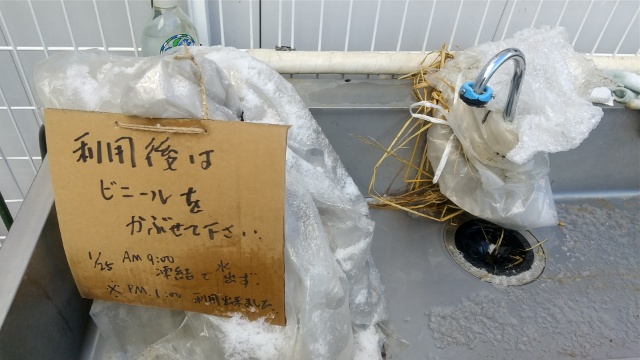 利用後は
ビニールを
かぶせて下さい.
1/25 AM 9:00
凍結で水出ず.
※ PM 1:00 利用出来ました